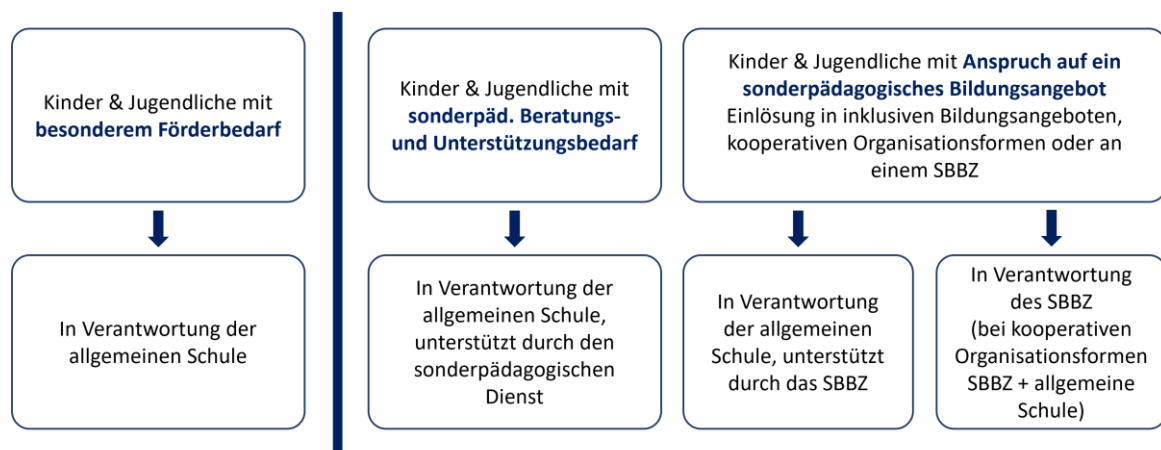 Kinder & Jugendliche mit
besonderem Förderbedarf
Kinder & Jugendliche mit
sonderpäd. Beratungs-
und Unterstützungsbedarf
Kinder & Jugendliche mit Anspruch auf ein
sonderpädagogisches Bildungsangebot
Einlösung in inklusiven Bildungsangeboten,
kooperativen Organisationsformen oder an
einem SBBZ
In Verantwortung der
allgemeinen Schule
In Verantwortung der
allgemeinen Schule,
unterstützt durch den
sonderpädagogischen
Dienst
In Verantwortung
der allgemeinen
Schule, unterstützt
durch das SBBZ
In Verantwortung
des SBBZ
(bei kooperativen
Organisationsformen
SBBZ + allgemeine
Schule)